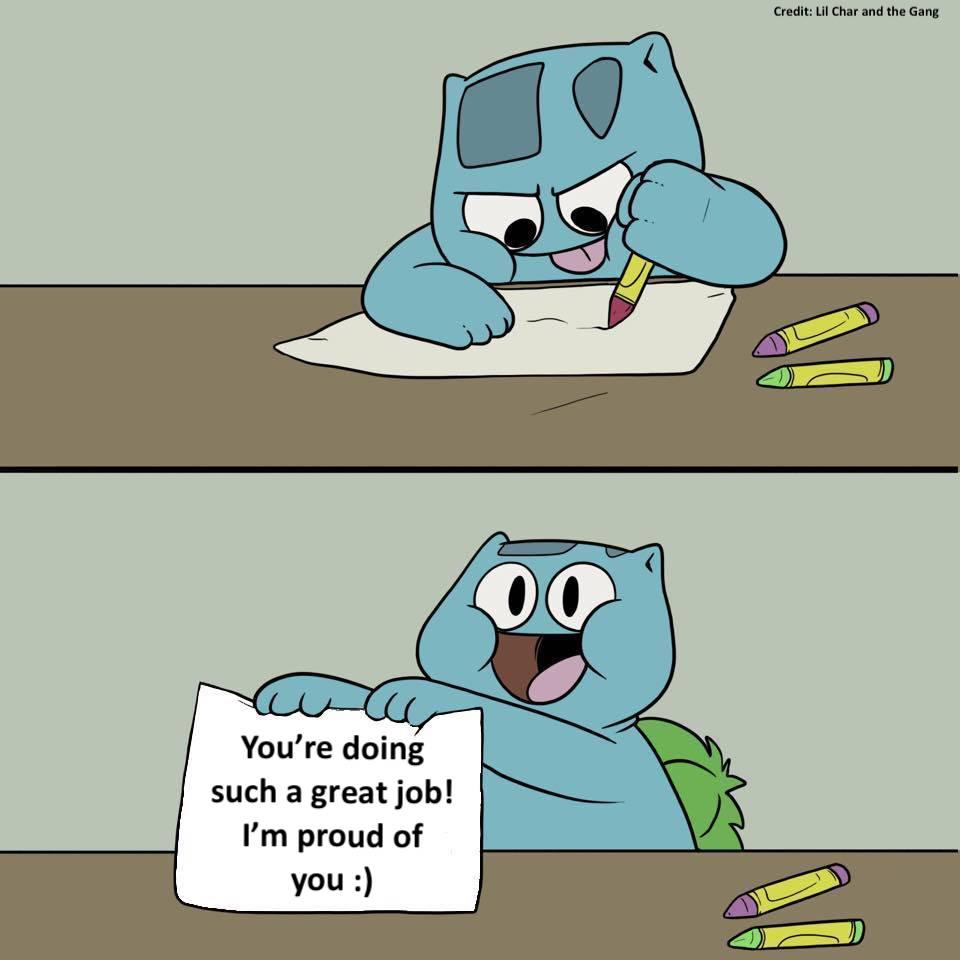 Credit: Lil Char and the Gang
You're doing
such a great job!
I'm proud of
you :)